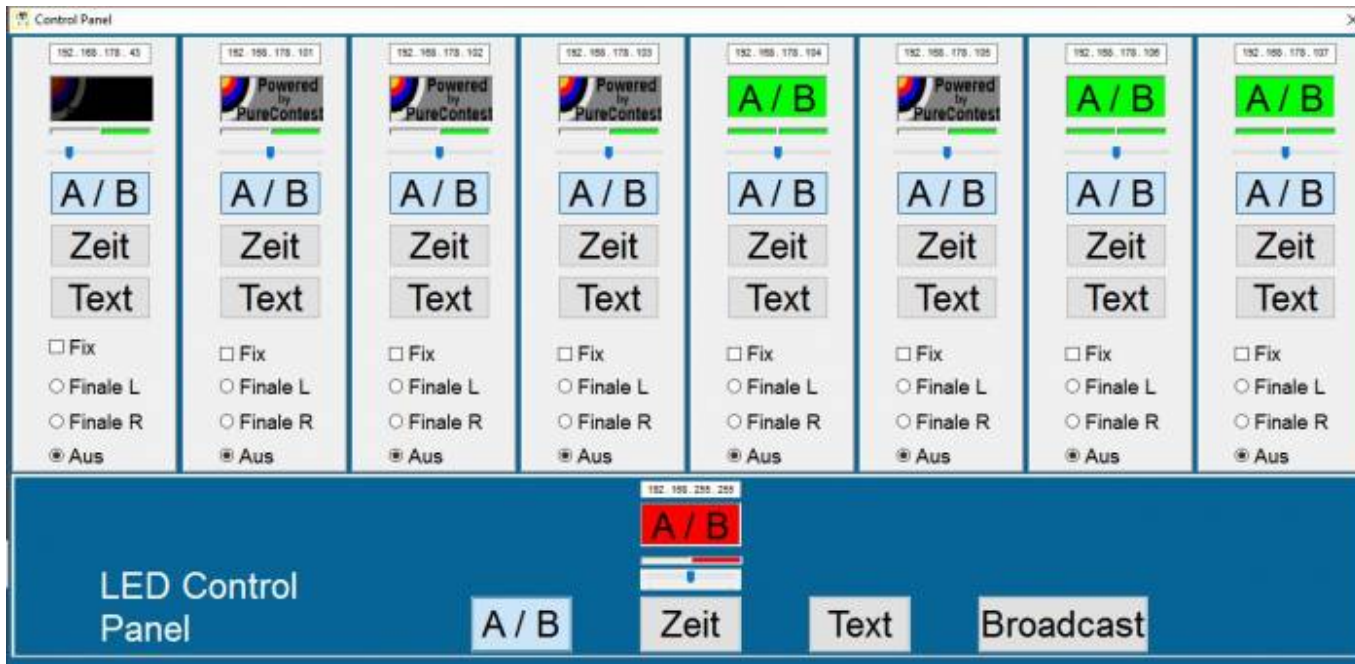 Control Panel
192 . 168 . 178 . 43
192 . 168 . 178 . 101
192 . 168 . 178 . 102
192 . 168 . 178 . 103
192 . 168 . 178 . 104
192 . 168 . 178 . 105
192 . 168 . 178 . 106
192 . 168 . 178 . 107
Powered
by
PureContest
Powered
by
PureContest
Powered
by
PureContest
A / B
Powered
by
PureContest
A / B
A / B
A / B
A / B
A / B
A / B
A / B
A / B
A / B
A / B
Zeit
Zeit
Zeit
Zeit
Zeit
Zeit
Zeit
Zeit
Text
Text
Text
Text
Text
Text
Text
Text
Fix
Fix
Fix
Fix
Fix
Fix
Fix
Fix
Finale L
Finale L
Finale L
Finale L
Finale L
Finale L
Finale L
Finale L
Finale R
Finale R
Finale R
Finale R
Finale R
Finale R
Finale R
Finale R
Aus
Aus
Aus
Aus
Aus
Aus
Aus
Aus
192 . 168 . 255 . 255
A / B
LED Control
Panel
A / B
Zeit
Text
Broadcast